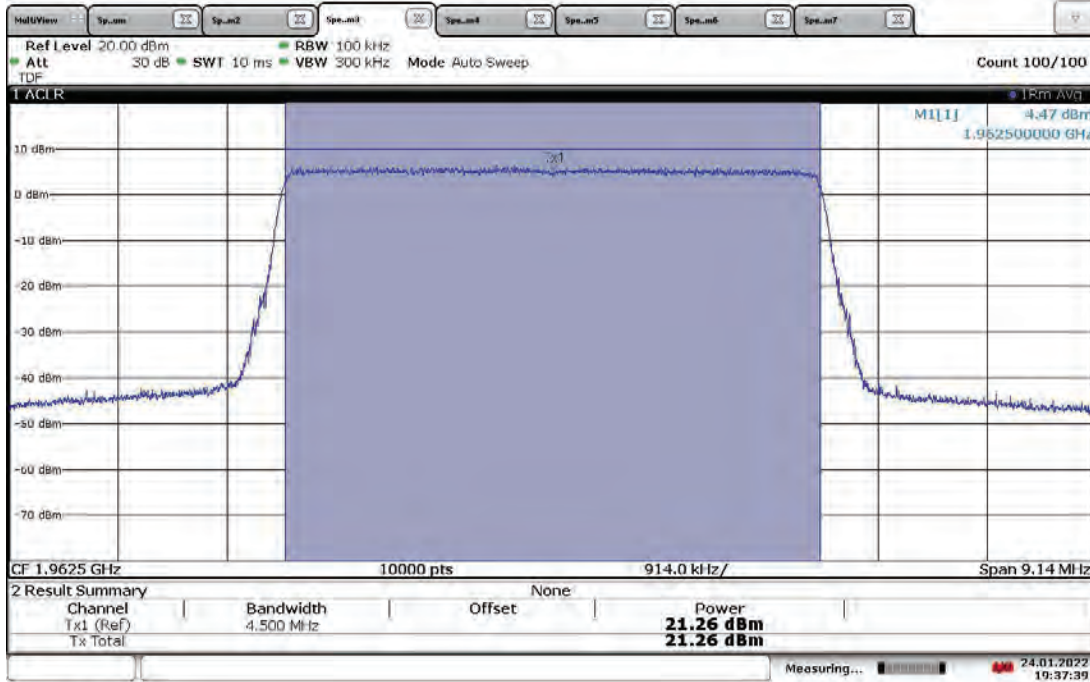 MultiView Sp..um Sp..m2 Spe..m3 Spe..m4 Spe..m5 Spe..m6 Spe..m7
Ref Level 20.00 dBm RBW 100 kHz
Att 30 dB SWT 10 ms VBW 300 kHz Mode Auto Sweep Count 100/100
TDF
1 ACLR 1Rm Avg
M1[1] 4.47 dBm
1.962500000 GHz
10 dBm
Tx1
0 dBm
-10 dBm
-20 dBm
-30 dBm
-40 dBm
-50 dBm
-60 dBm
-70 dBm
CF 1.9625 GHz 10000 pts 914.0 kHz/ Span 9.14 MHz
2 Result Summary None
Channel Bandwidth Offset Power
Tx1 (Ref) 4.500 MHz 21.26 dBm
Tx Total 21.26 dBm
Measuring... 24.01.2022
19:37:39